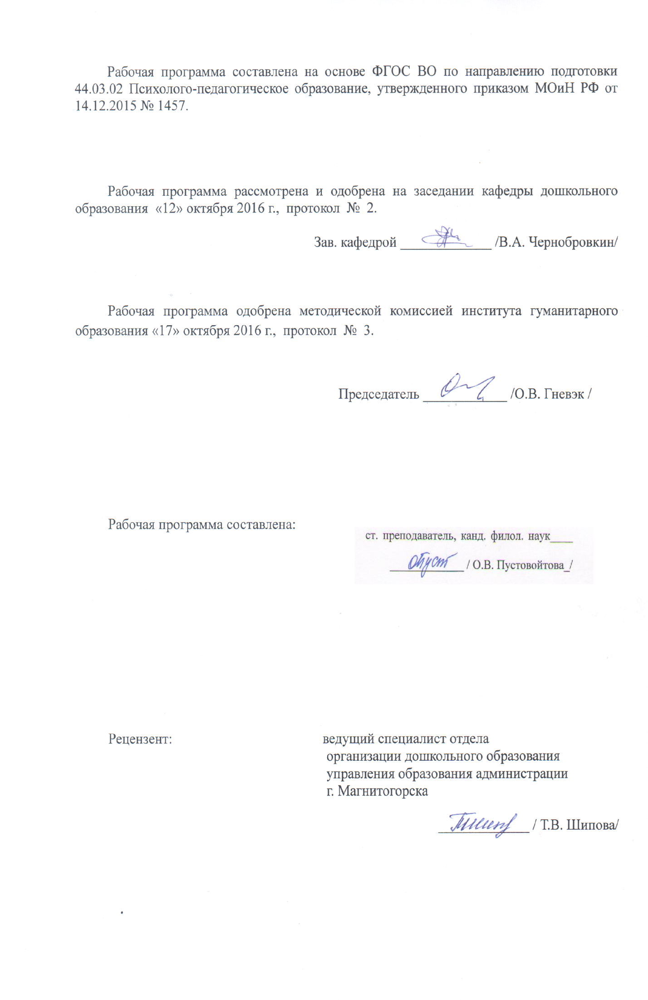 Рабочая программа составлена на основе ФГОС ВО по направлению подготовки
44.03.02 Психолого-педагогическое образование, утвержденного приказом МОиН РФ от
14.12.2015 № 1457.
Рабочая программа рассмотрена и одобрена на заседании кафедры дошкольного
образования «12» октября 2016 г., протокол № 2.
Зав. кафедрой ______________ /В.А. Чернобровкин/
Рабочая программа одобрена методической комиссией института гуманитарного
образования «17» октября 2016 г., протокол № 3.
Председатель _____________ /О.В. Гневэк /
Рабочая программа составлена:
ст. преподаватель, канд. филол. наук____
_____________ / О.В. Пустовойтова_/
Рецензент: ведущий специалист отдела
организации дошкольного образования
управления образования администрации
г. Магнитогорска
______________ / Т.В. Шипова/